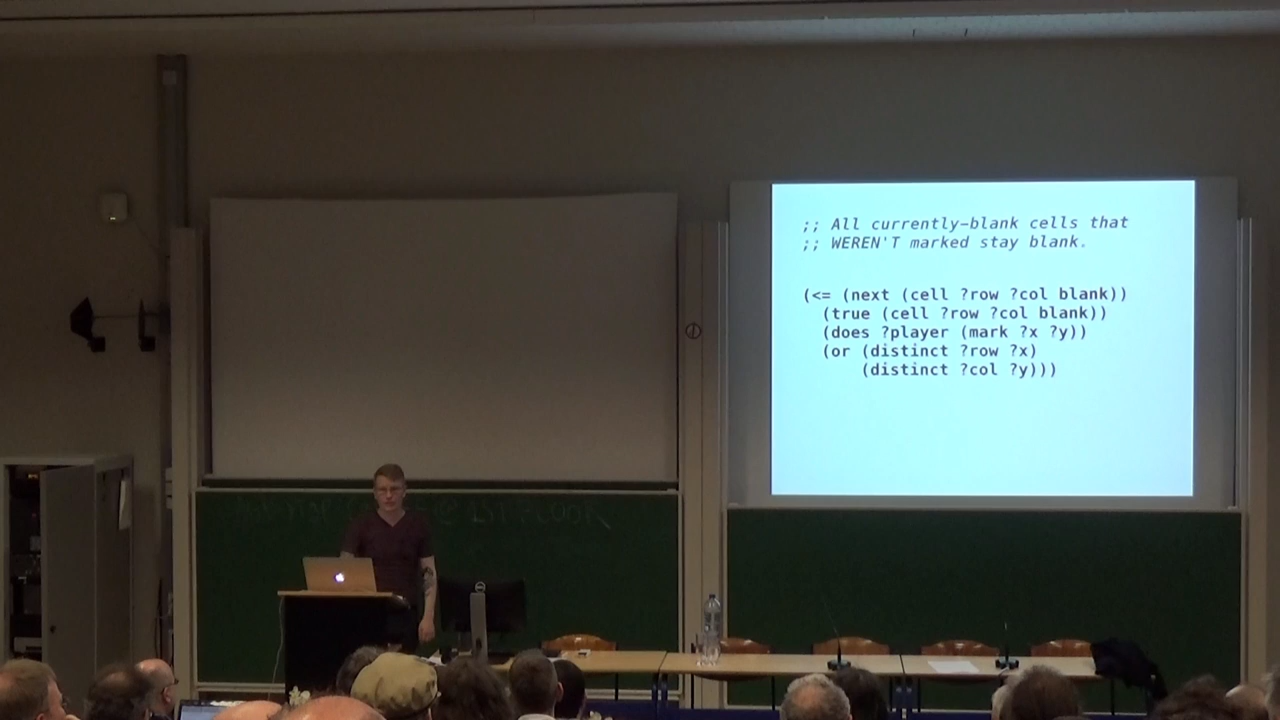 ;; All currently-blank cells that
;; WEREN'T marked stay blank.
(<= (next (cell ?row ?col blank))
(true (cell ?row ?col blank))
(does ?player (mark ?x ?y))
(or (distinct ?row ?x)
(distinct ?col ?y)))